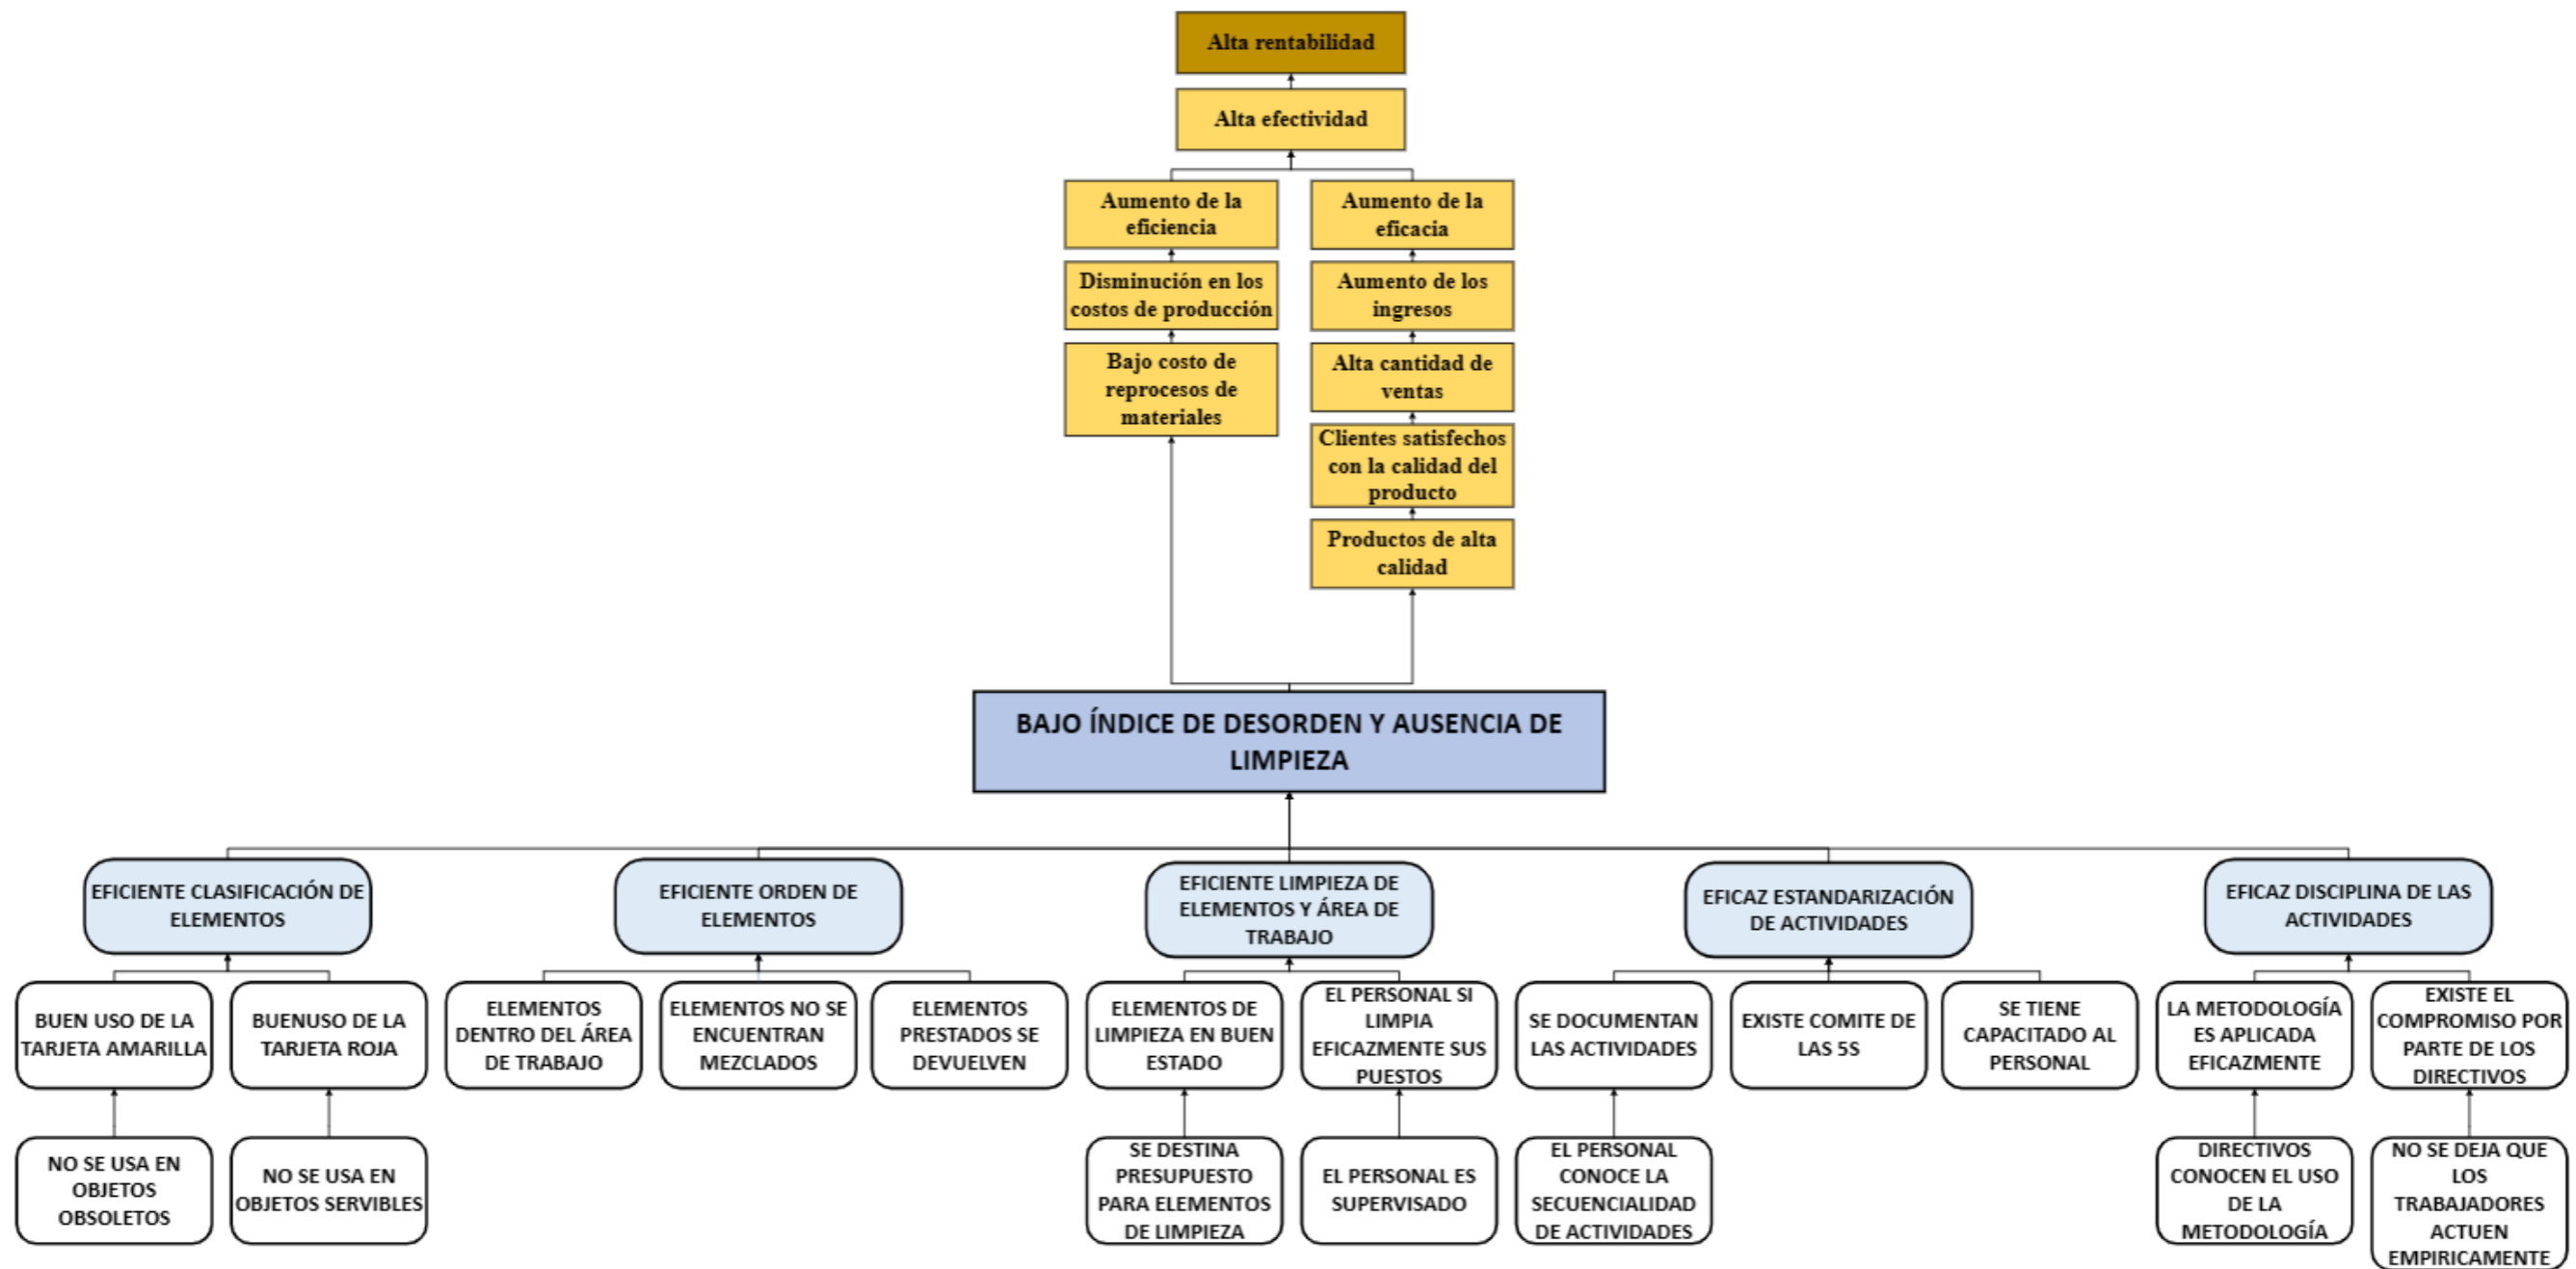 Alta rentabilidad
Alta efectividad
Aumento de la
eficiencia
Aumento de la
eficacia
Disminución en los
costos de producción
Aumento de los
ingresos
Bajo costo de
reprocesos de
materiales
Alta cantidad de
ventas
Clientes satisfechos
con la calidad del
producto
Productos de alta
calidad
BAJO ÍNDICE DE DESORDEN Y AUSENCIA DE
LIMPIEZA
EFICIENTE CLASIFICACIÓN DE
ELEMENTOS
EFICIENTE ORDEN DE
ELEMENTOS
EFICIENTE LIMPIEZA DE
ELEMENTOS Y ÁREA DE
TRABAJO
EFICAZ ESTANDARIZACIÓN
DE ACTIVIDADES
EFICAZ DISCIPLINA DE LAS
ACTIVIDADES
BUEN USO DE LA
TARJETA AMARILLA
BUENUSO DE LA
TARJETA ROJA
ELEMENTOS
DENTRO DEL ÁREA
DE TRABAJO
ELEMENTOS NO SE
ENCUENTRAN
MEZCLADOS
ELEMENTOS
PRESTADOS SE
DEVUELVEN
ELEMENTOS DE
LIMPIEZA EN BUEN
ESTADO
EL PERSONAL SI
LIMPIA
EFICAZMENTE SUS
PUESTOS
SE DOCUMENTAN
LAS ACTIVIDADES
EXISTE COMITE DE
LAS 5S
SE TIENE
CAPACITADO AL
PERSONAL
LA METODOLOGÍA
ES APLICADA
EFICAZMENTE
EXISTE EL
COMPROMISO POR
PARTE DE LOS
DIRECTIVOS
NO SE USA EN
OBJETOS
OBSOLETOS
NO SE USA EN
OBJETOS SERVIBLES
SE DESTINA
PRESUPUESTO
PARA ELEMENTOS
DE LIMPIEZA
EL PERSONAL ES
SUPERVISADO
EL PERSONAL
CONOCE LA
SECUENCIALIDAD
DE ACTIVIDADES
DIRECTIVOS
CONOCEN EL USO
DE LA
METODOLOGÍA
NO SE DEJA QUE
LOS
TRABAJADORES
ACTUEN
EMPIRICAMENTE